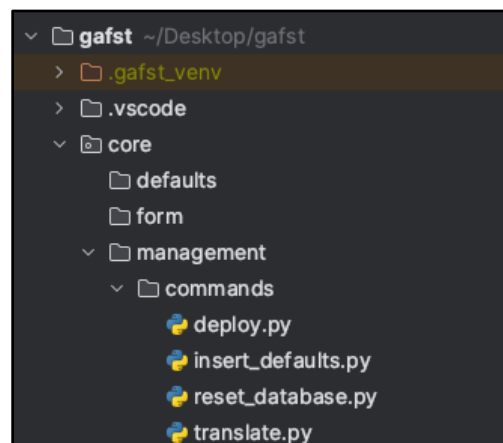 gafst ~/Desktop/gafst
.gafst_venv
.vscode
core
defaults
form
management
commands
deploy.py
insert_defaults.py
reset_database.py
translate.py